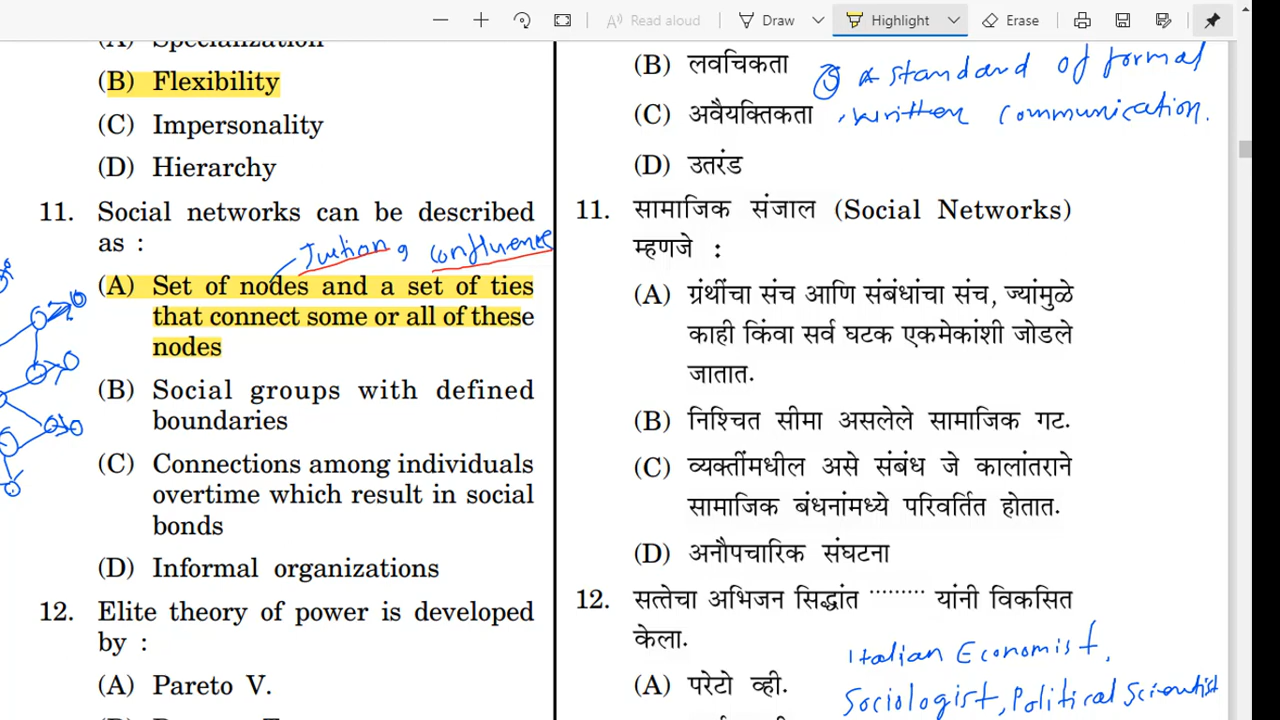 Read aloud
Draw
Highlight
Erase
(A) Specialization
(B) Flexibility
(C) Impersonality
(D) Hierarchy
11. Social networks can be described
as :
, confluence
(A) Set of nodes and a set of ties
that connect some or all of these
nodes
(B) Social groups with defined
boundaries
(C) Connections among individuals
overtime which result in social
bonds
(D) Informal organizations
12. Elite theory of power is developed
by :
(A) Pareto V.
(B) लवचिकता
A standard of formal
(C) अवैयक्तिकता
written communication.
(D) उतरंड
11. सामाजिक संजाल (Social Networks)
म्हणजे :
(A) ग्रंथींचा संच आणि संबंधांचा संच, ज्यांमुळे
काही किंवा सर्व घटक एकमेकांशी जोडले
जातात.
(B) निश्चित सीमा असलेले सामाजिक गट.
(C) व्यक्तींमधील असे संबंध जे कालांतराने
सामाजिक बंधनांमध्ये परिवर्तित होतात.
(D) अनौपचारिक संघटना
12. सत्तेचा अभिजन सिद्धांत ......... यांनी विकसित
केला.
Italian Economist,
(A) परेटो व्ही.
Sociologist, Political Scientist